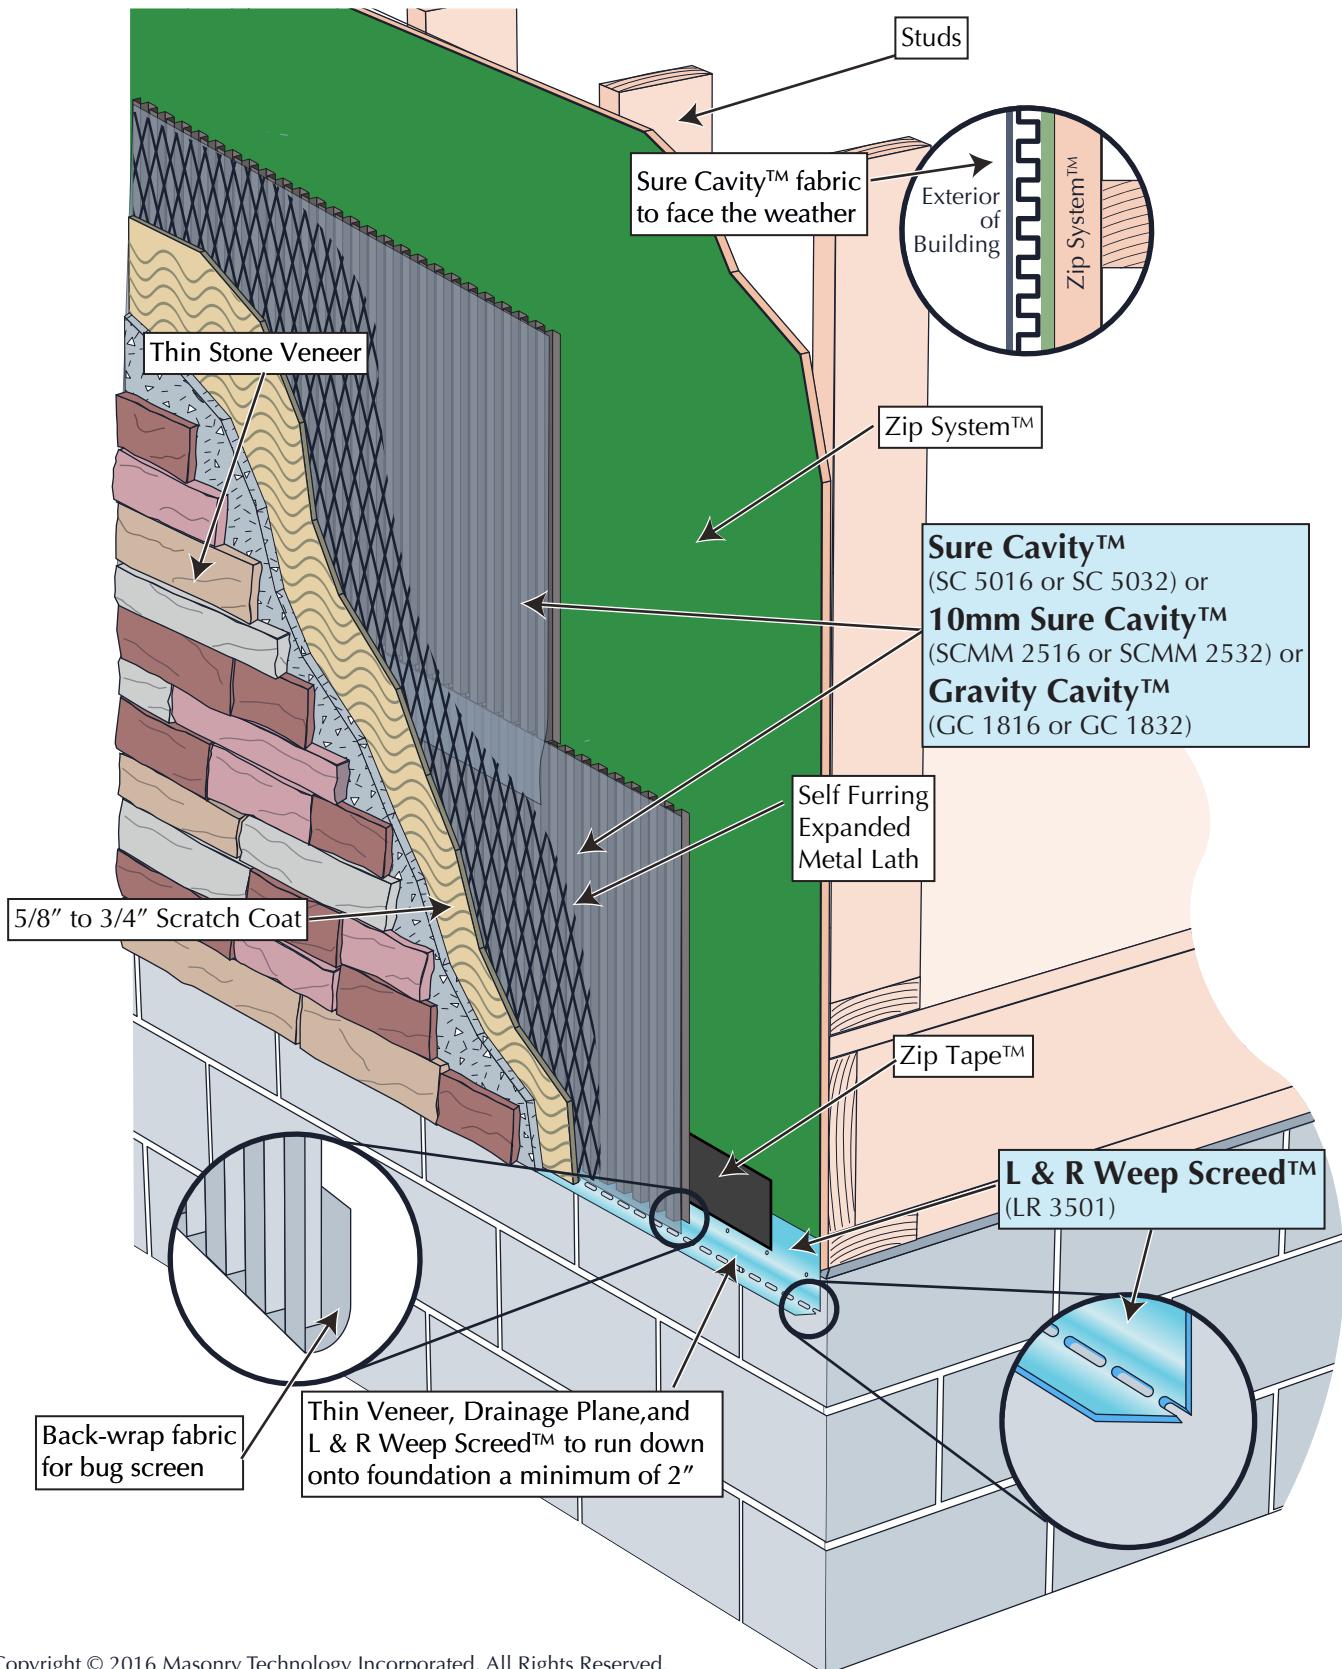 Studs
Sure Cavity™ fabric
to face the weather
Exterior
of
Building
Zip System™
Thin Stone Veneer
Zip System™
Sure Cavity™
(SC 5016 or SC 5032) or
10mm Sure Cavity™
(SCMM 2516 or SCMM 2532) or
Gravity Cavity™
(GC 1816 or GC 1832)
Self Furring
Expanded
Metal Lath
5/8” to 3/4” Scratch Coat
Zip Tape™
L & R Weep Screed™
(LR 3501)
Back-wrap fabric
for bug screen
Thin Veneer, Drainage Plane,and
L & R Weep Screed™ to run down
onto foundation a minimum of 2”
Copyright © 2016 Masonry Technology Incorporated. All Rights Reserved.